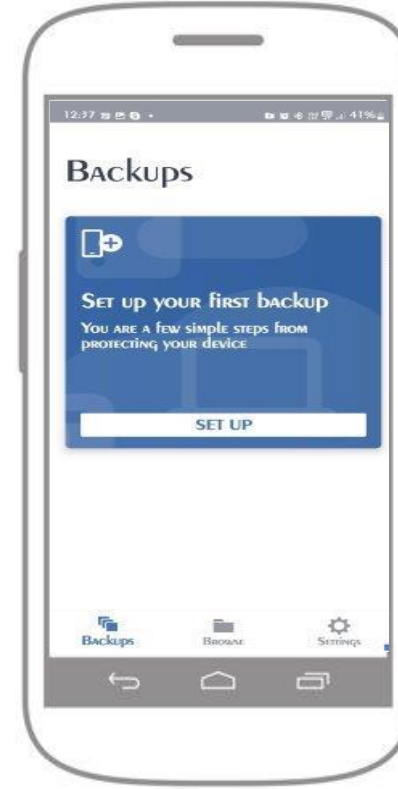 12:37 41%
Backups
Set up your first backup
You are a few simple steps from
protecting your device
SET UP
Backups Browse Settings